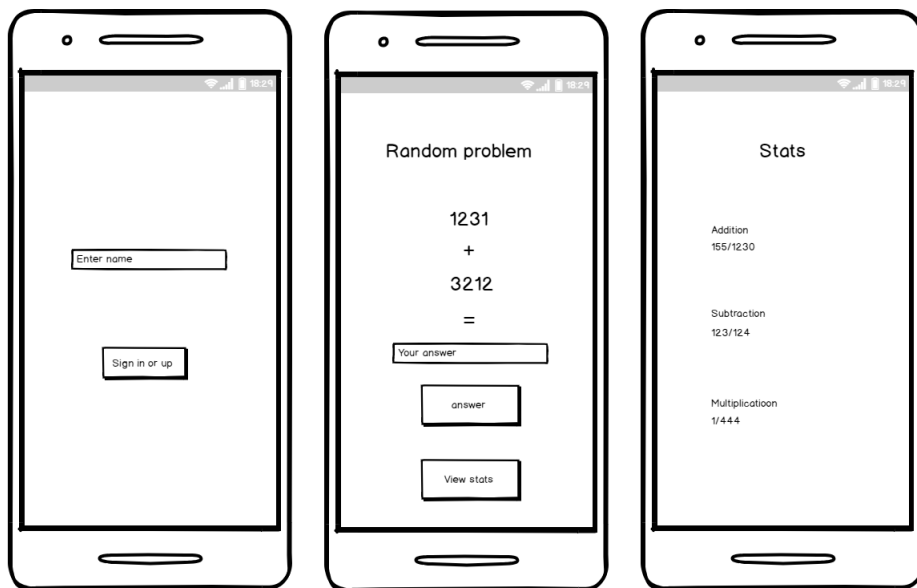 18:29
Enter name
Sign in or up
18:29
Random problem
1231
+
3212
=
Your answer
answer
View stats
18:29
Stats
Addition
155/1230
Subtraction
123/124
Multiplicatioon
1/444